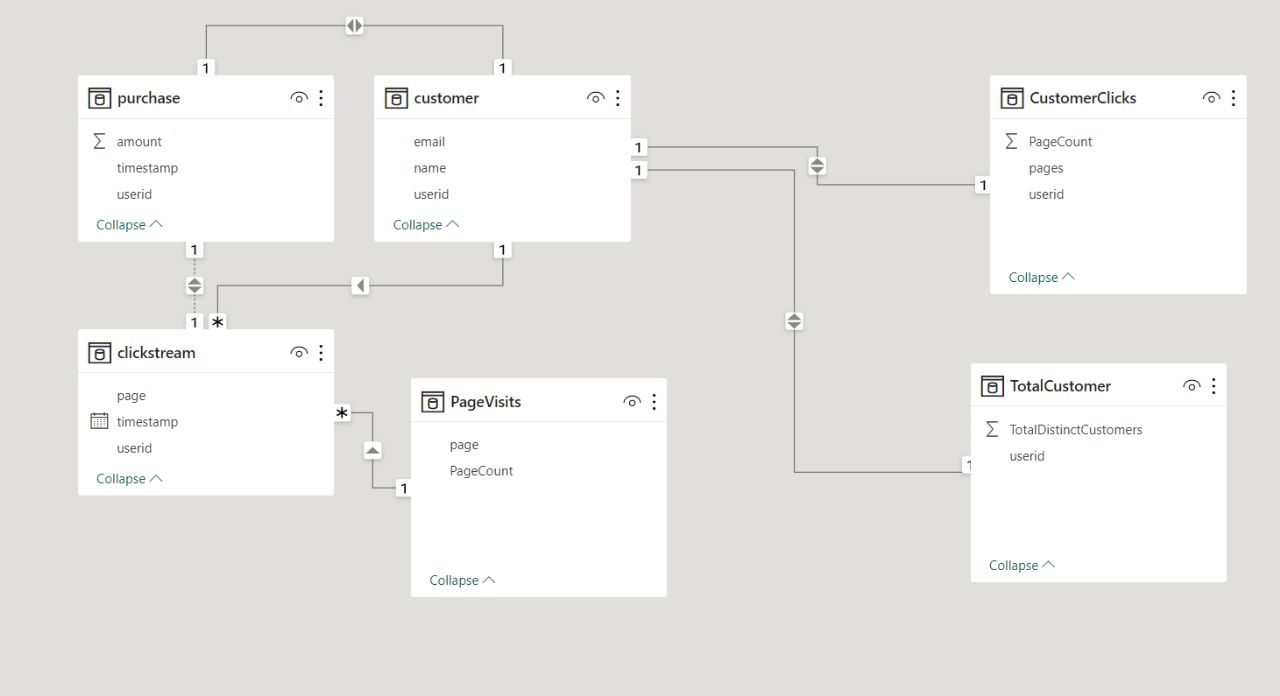 1
1
purchase
amount
timestamp
userid
Collapse
customer
email
name
userid
Collapse
1
1
1
CustomerClicks
PageCount
pages
userid
Collapse
1
1
1
*
clickstream
page
timestamp
userid
Collapse
*
1
PageVisits
page
PageCount
Collapse
1
TotalCustomer
TotalDistinctCustomers
userid
Collapse